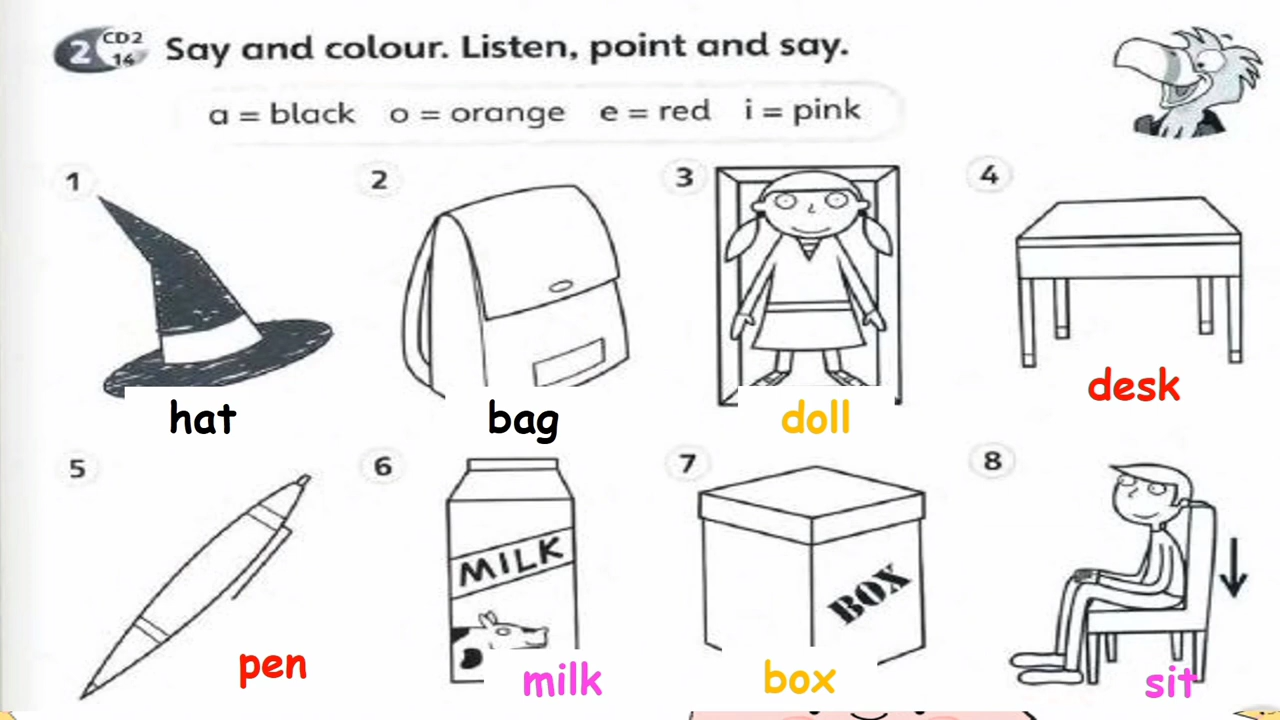 2 CD2 14 Say and colour. Listen, point and say.
a = black o = orange e = red i = pink
1 2 3 4
hat bag doll desk
5 6 7 8
MILK
BOX
pen milk box sit